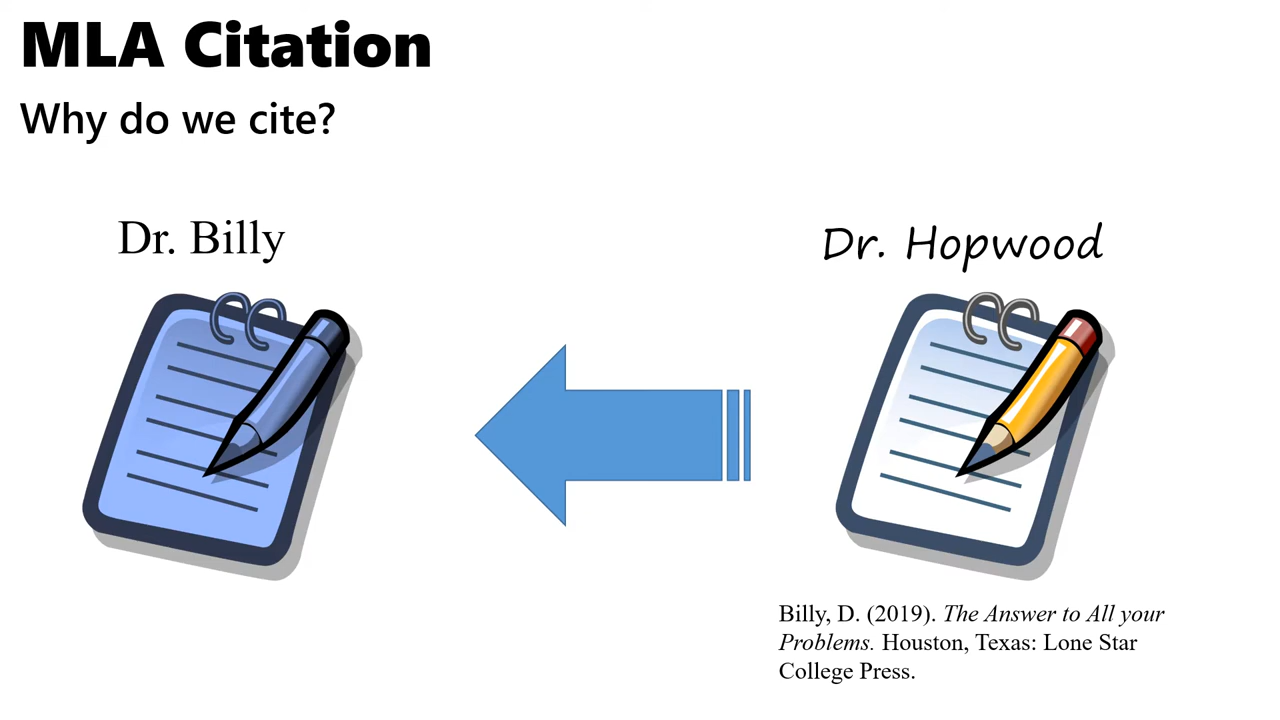 MLA Citation
Why do we cite?
Dr. Billy
Dr. Hopwood
Billy, D. (2019). The Answer to All your
Problems. Houston, Texas: Lone Star
College Press.